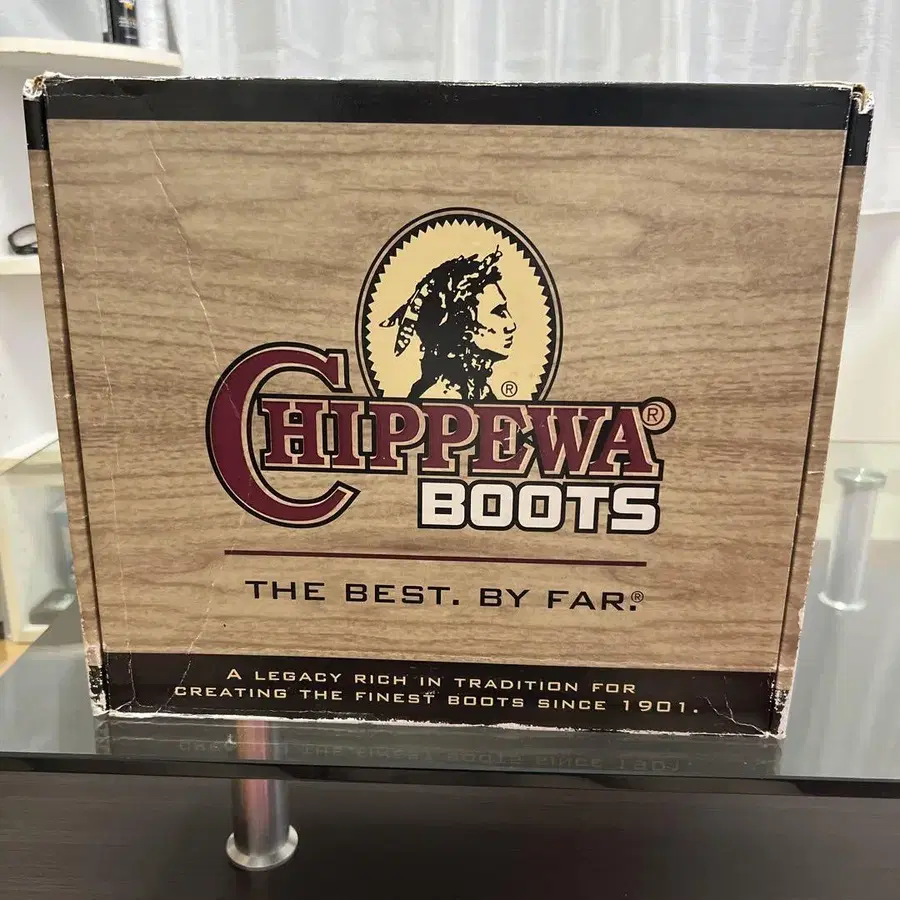 ®
CHIPPEWA®
BOOTS
THE BEST. BY FAR.®
A LEGACY RICH IN TRADITION FOR
CREATING THE FINEST BOOTS SINCE 1901.